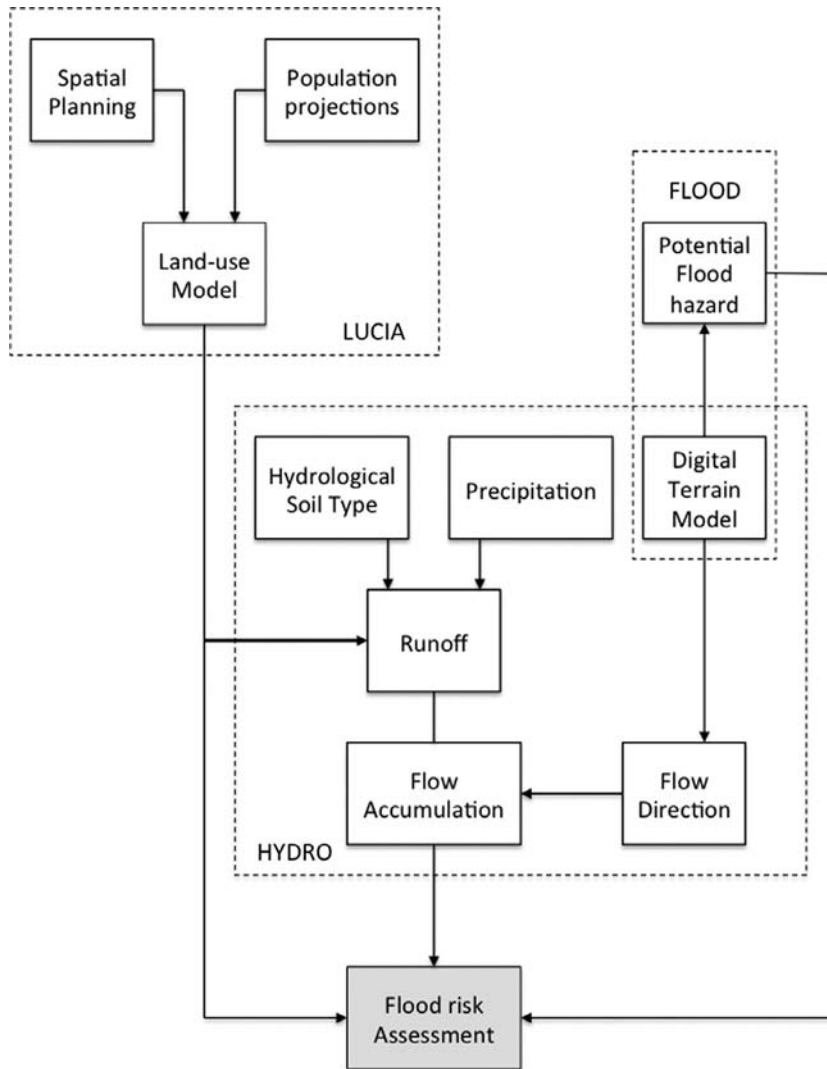 Spatial
Planning
Population
projections
Land-use
Model
LUCIA
FLOOD
Potential
Flood
hazard
Hydrological
Soil Type
Precipitation
Digital
Terrain
Model
Runoff
Flow
Accumulation
Flow
Direction
HYDRO
Flood risk
Assessment